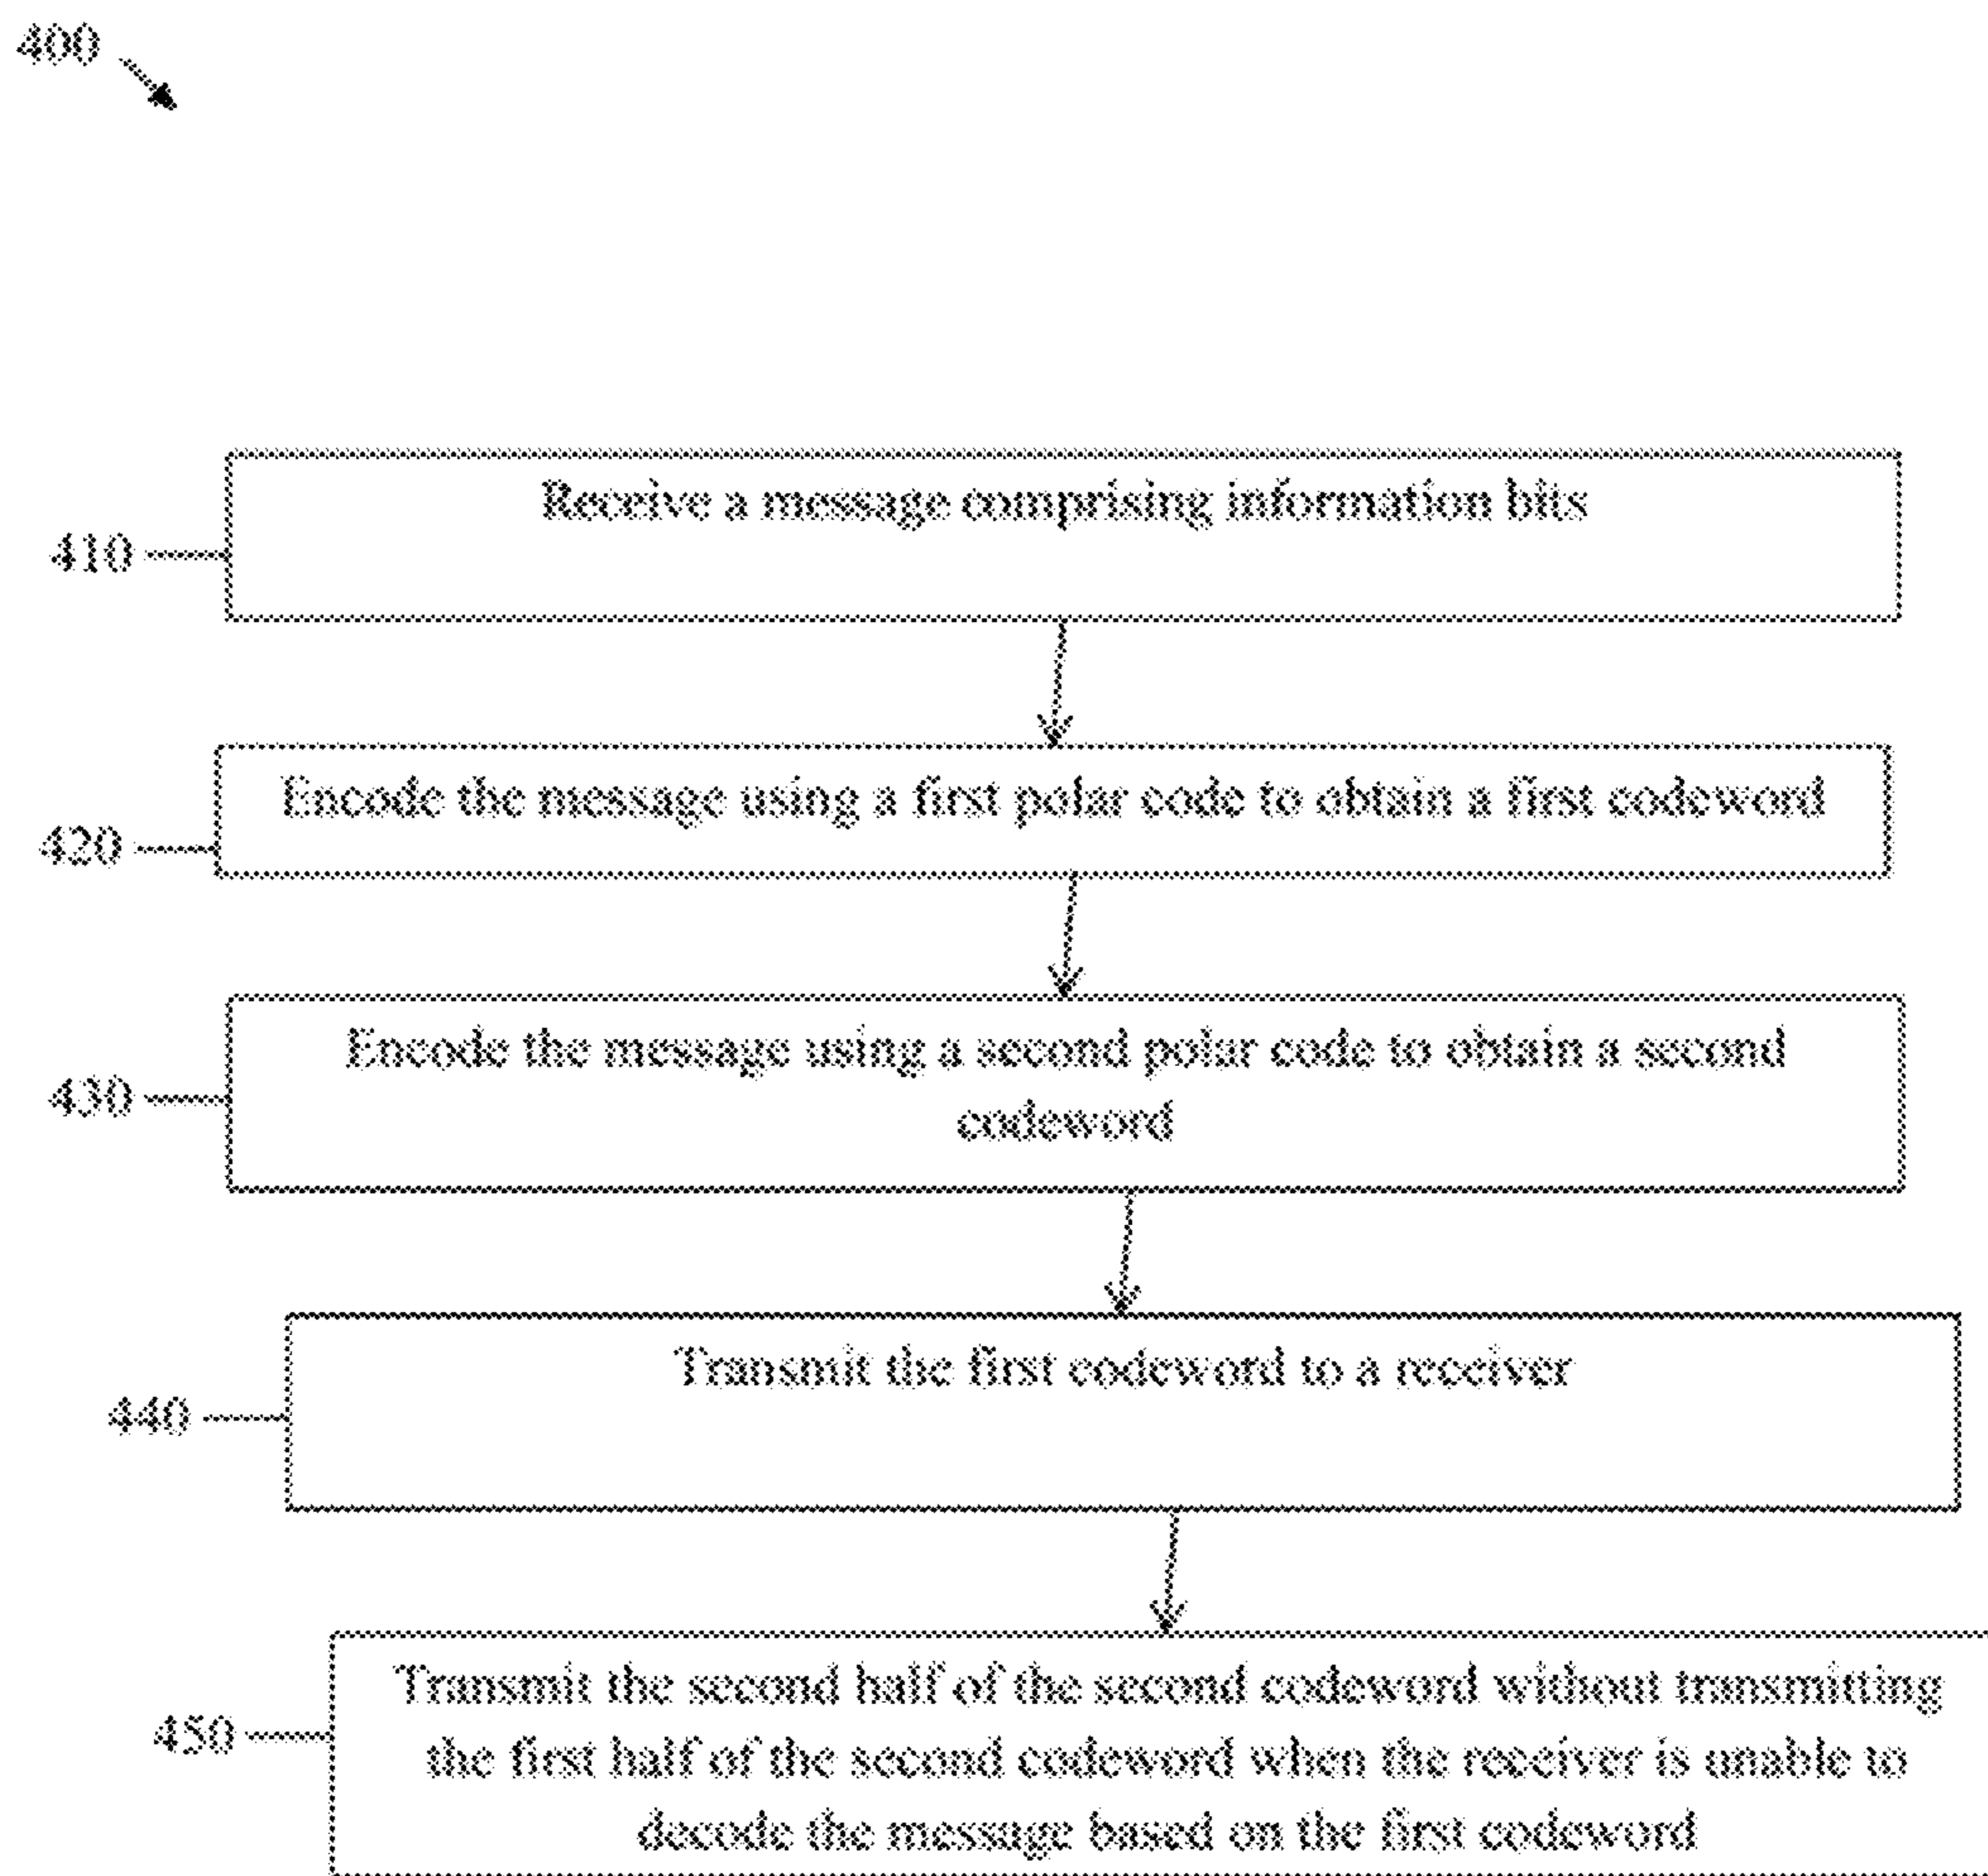 400
Receive a message comprising information bits
410
Encode the message using a first polar code to obtain a first codeword
420
Encode the message using a second polar code to obtain a second
codeword
430
Transmit the first codeword to a receiver
440
Transmit the second half of the second codeword without transmitting
the first half of the second codeword when the receiver is unable to
decode the message based on the first codeword
450